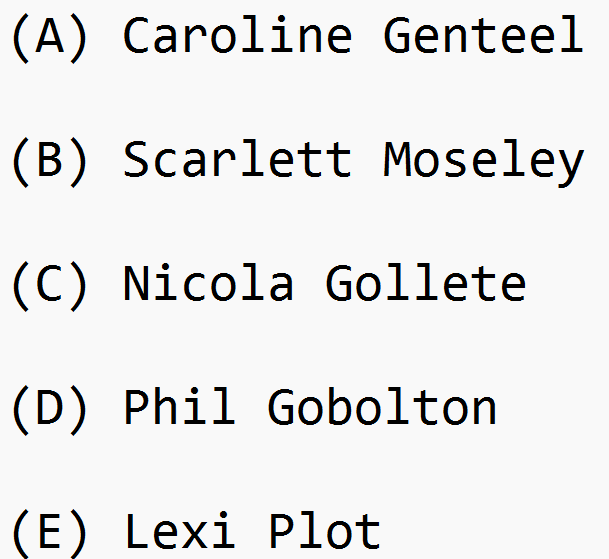 (A) Caroline Genteel
(B) Scarlett Moseley
(C) Nicola Gollete
(D) Phil Gobolton
(E) Lexi Plot